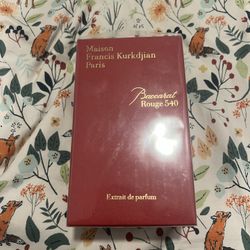 Maison
Francis Kurkdjian
Paris
Baccarat
Rouge 540
Extrait de parfum